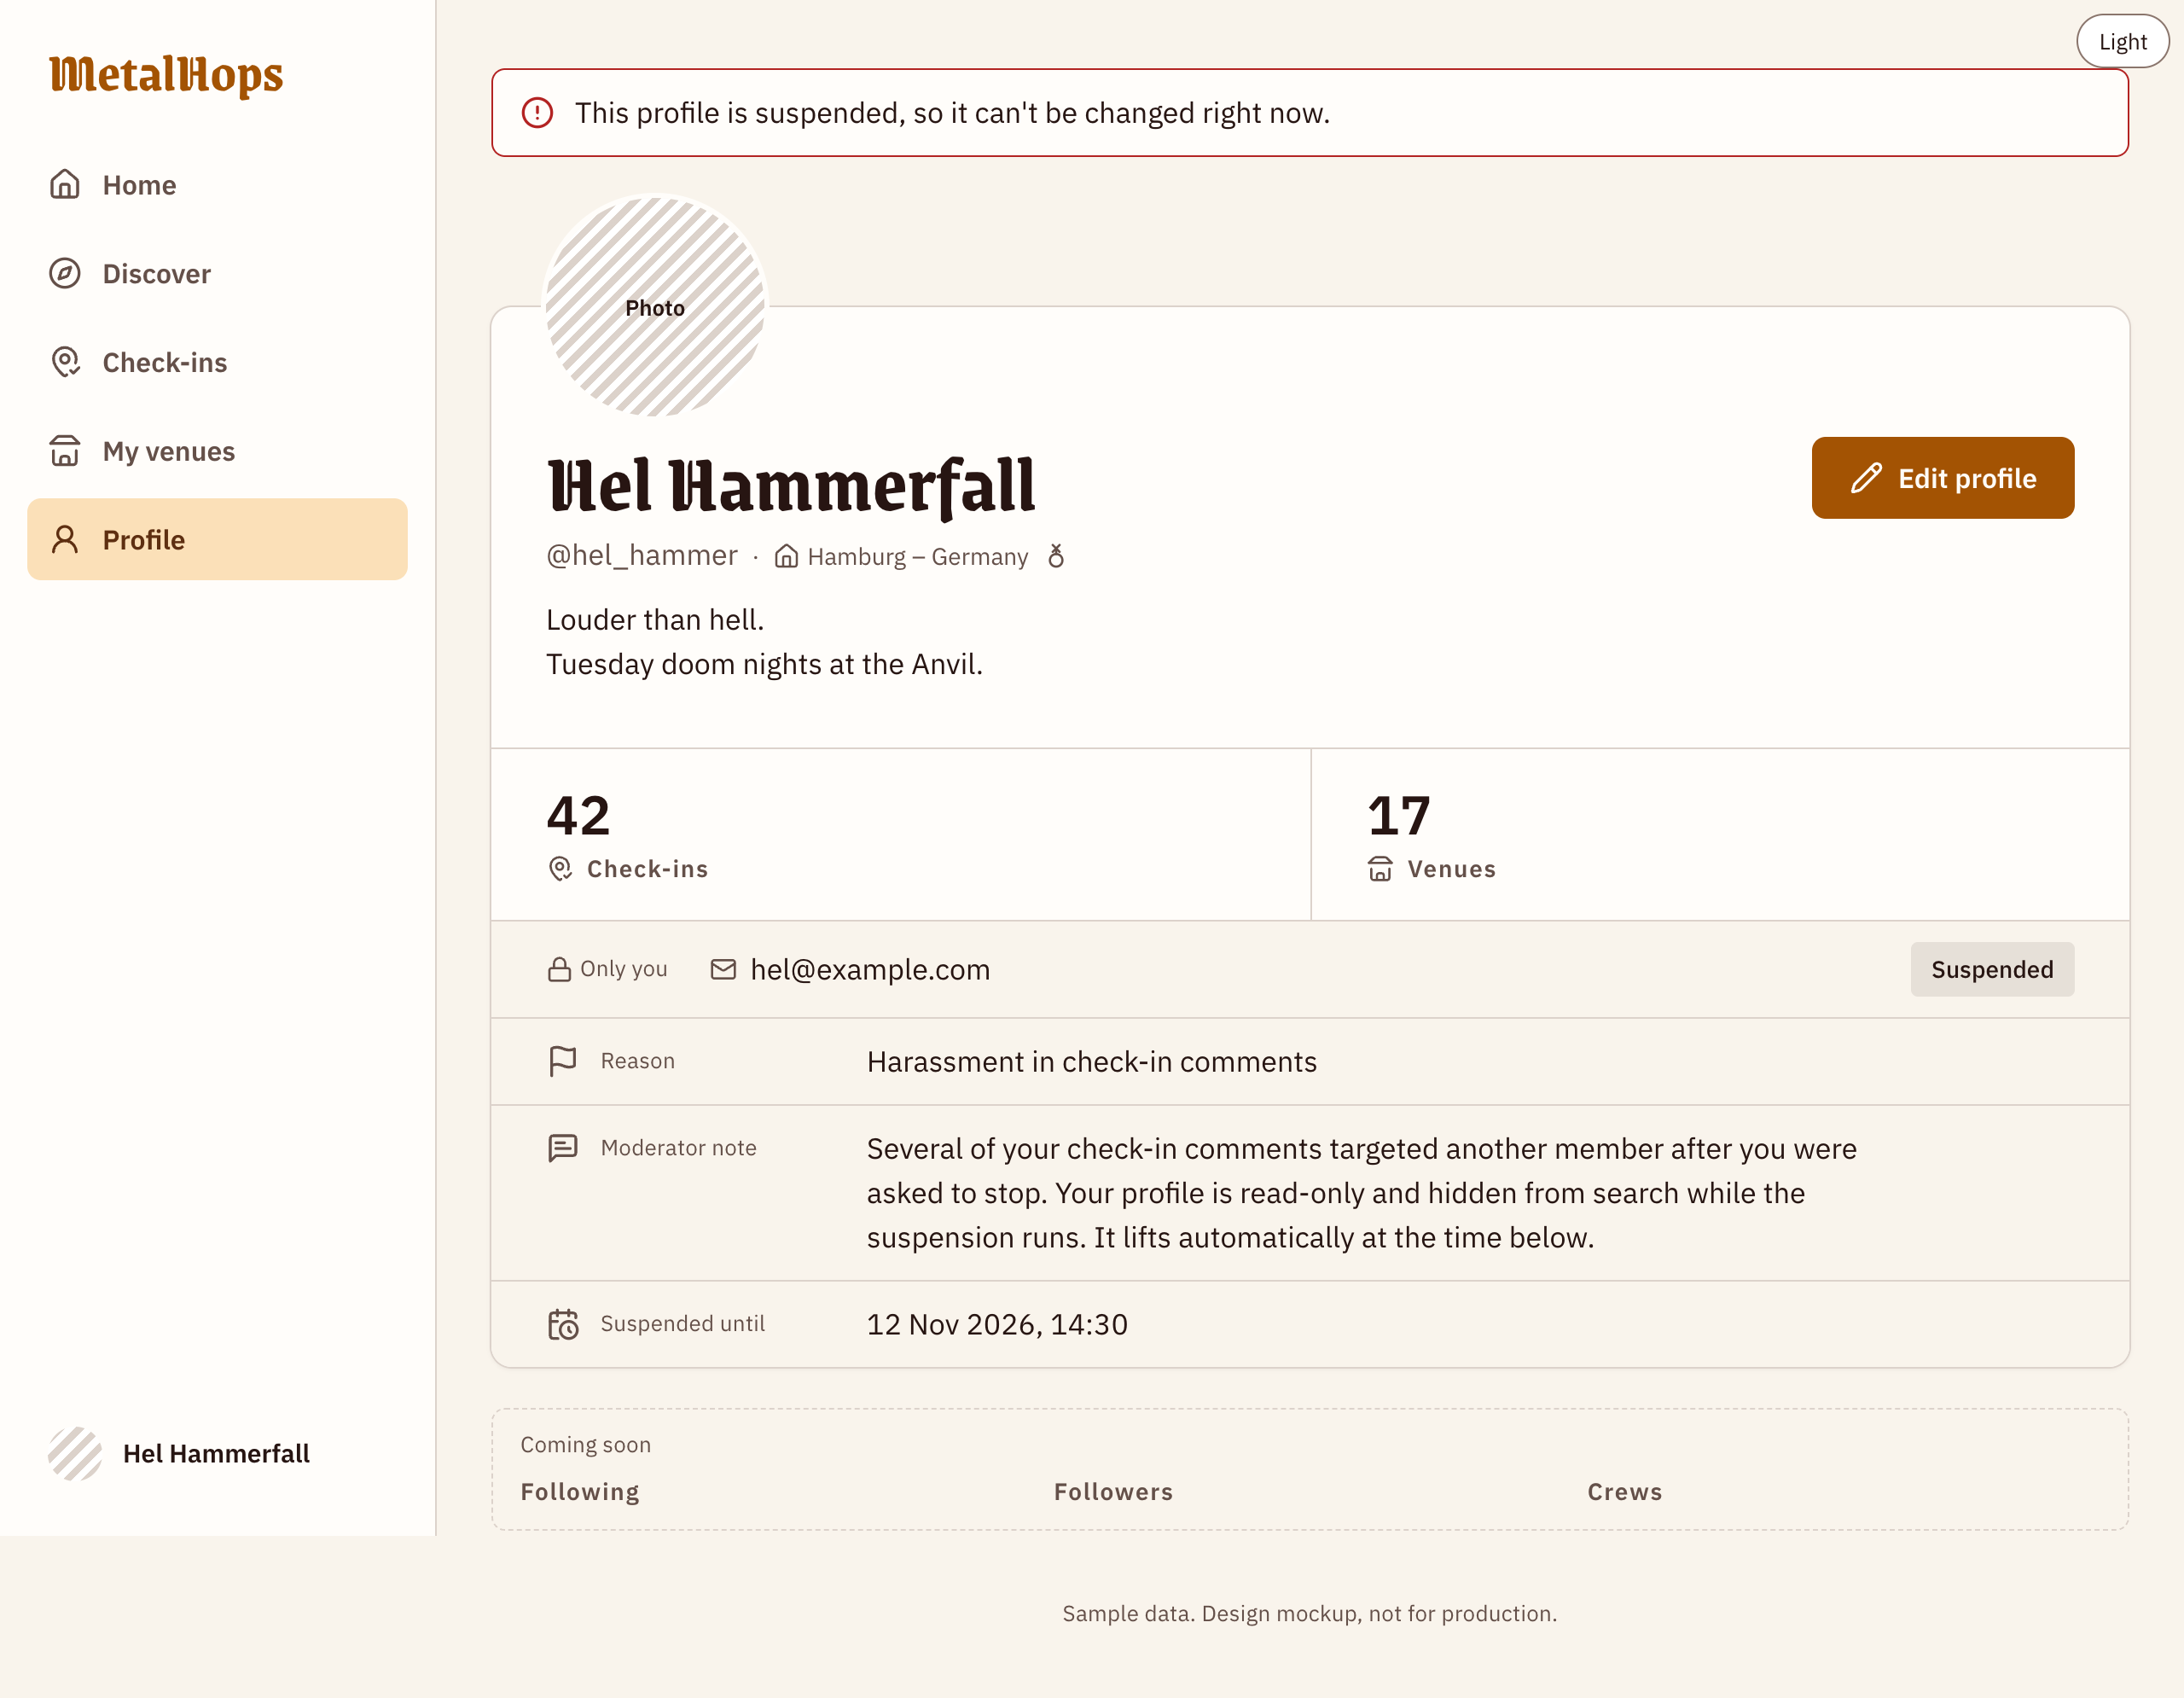 MetalHops
Home
Discover
Check-ins
My venues
Profile
Hel Hammerfall
Light
This profile is suspended, so it can't be changed right now.
Photo
Hel Hammerfall
Edit profile
@hel_hammer · Hamburg – Germany
Louder than hell.
Tuesday doom nights at the Anvil.
42
Check-ins
17
Venues
Only you
hel@example.com
Suspended
Reason
Harassment in check-in comments
Moderator note
Several of your check-in comments targeted another member after you were
asked to stop. Your profile is read-only and hidden from search while the
suspension runs. It lifts automatically at the time below.
Suspended until
12 Nov 2026, 14:30
Coming soon
Following
Followers
Crews
Sample data. Design mockup, not for production.